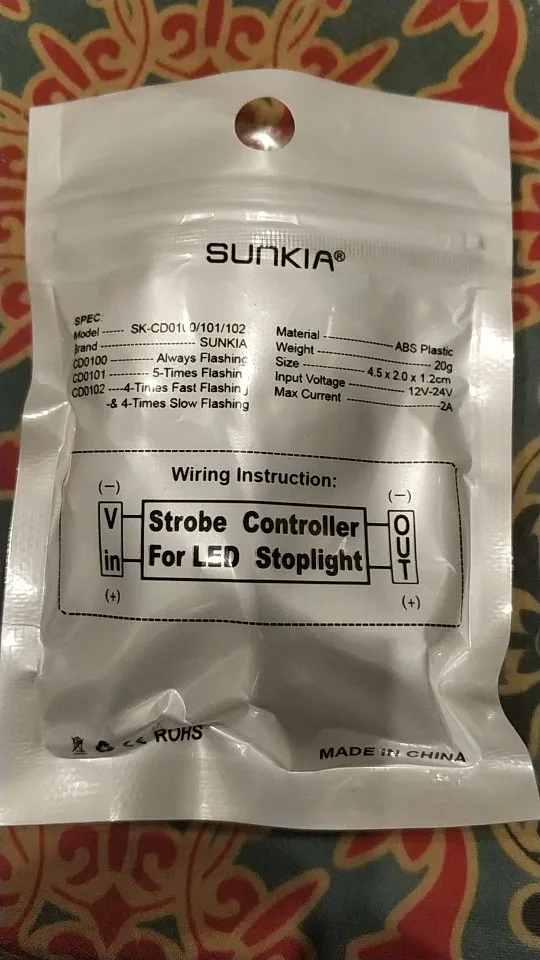 SUNKIA®
SPEC:
Model ------ SK-CD0100/101/102
Brand -------------------- SUNKIA
CD0100 ----------- Always Flashing
CD0101 ------------ 5-Times Flashing
CD0102 ----4-Times Fast Flashing
-& 4-Times Slow Flashing
Material ------------------ ABS Plastic
Weight ---------------------------- 20g
Size ---------------- 4.5 x 2.0 x 1.2cm
Input Voltage -------------- 12V-24V
Max Current ----------------------2A
Wiring Instruction:
(−) (−)
V in Strobe Controller OUT
For LED Stoplight
(+) (+)
CE ROHS
MADE IN CHINA